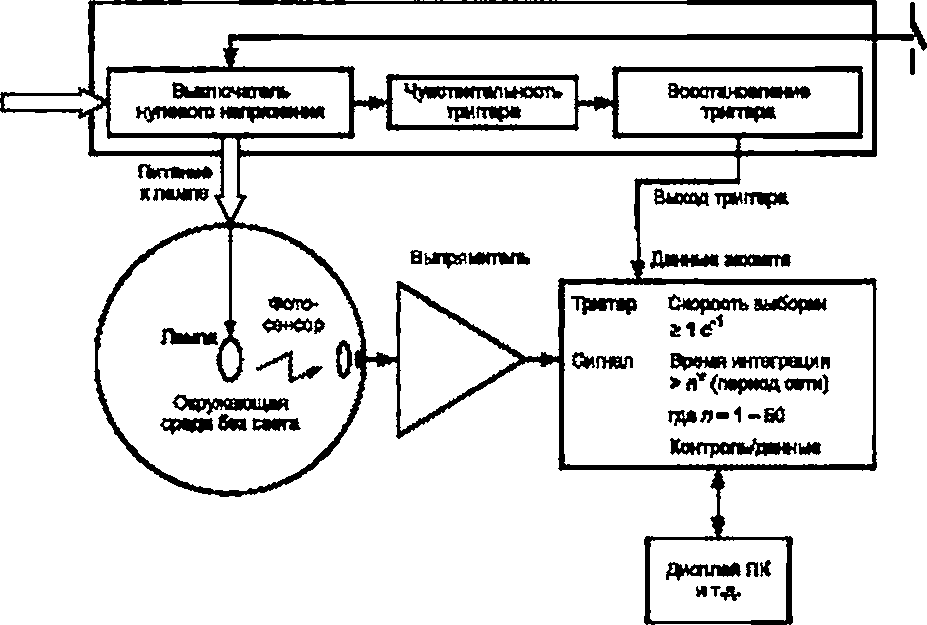 Выключатель
нулевого напряжения
Чувствительность
триггера
Восстановление
триггера
Питание
к лампе
Выход триггера
Выпрямитель
Данные захвата
Фото-
сенсор
Лампа
Окружающая
среда без света
Триггер Скорость выборки
≥ 1 с⁻¹
Сигнал Время интеграции
(период сети)
где n = 1 – 50
Контроль/данные
Дисплей ПК
и т.д.